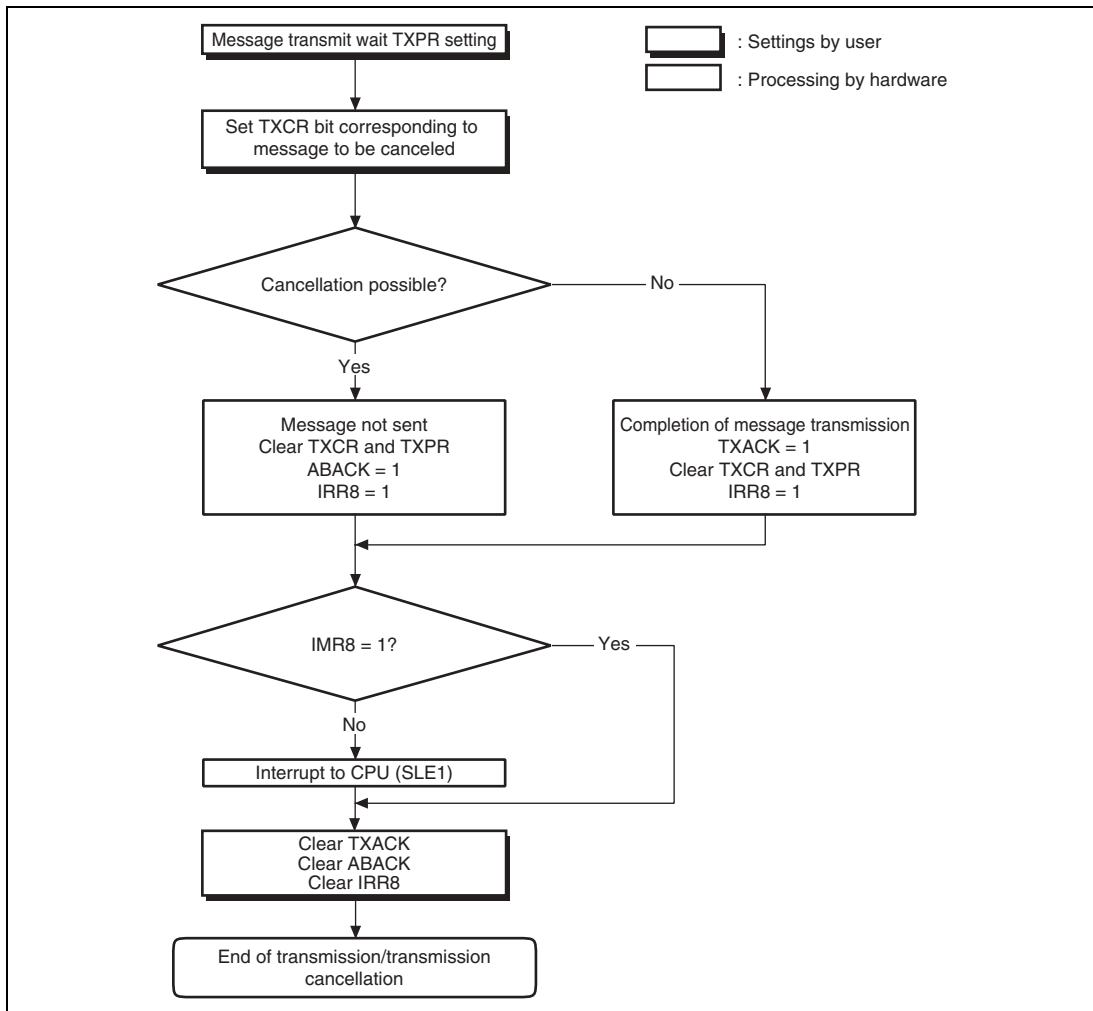 Message transmit wait TXPR setting
: Settings by user
: Processing by hardware
Set TXCR bit corresponding to
message to be canceled
Cancellation possible?
No
Yes
Message not sent
Clear TXCR and TXPR
ABACK = 1
IRR8 = 1
Completion of message transmission
TXACK = 1
Clear TXCR and TXPR
IRR8 = 1
IMR8 = 1?
Yes
No
Interrupt to CPU (SLE1)
Clear TXACK
Clear ABACK
Clear IRR8
End of transmission/transmission
cancellation